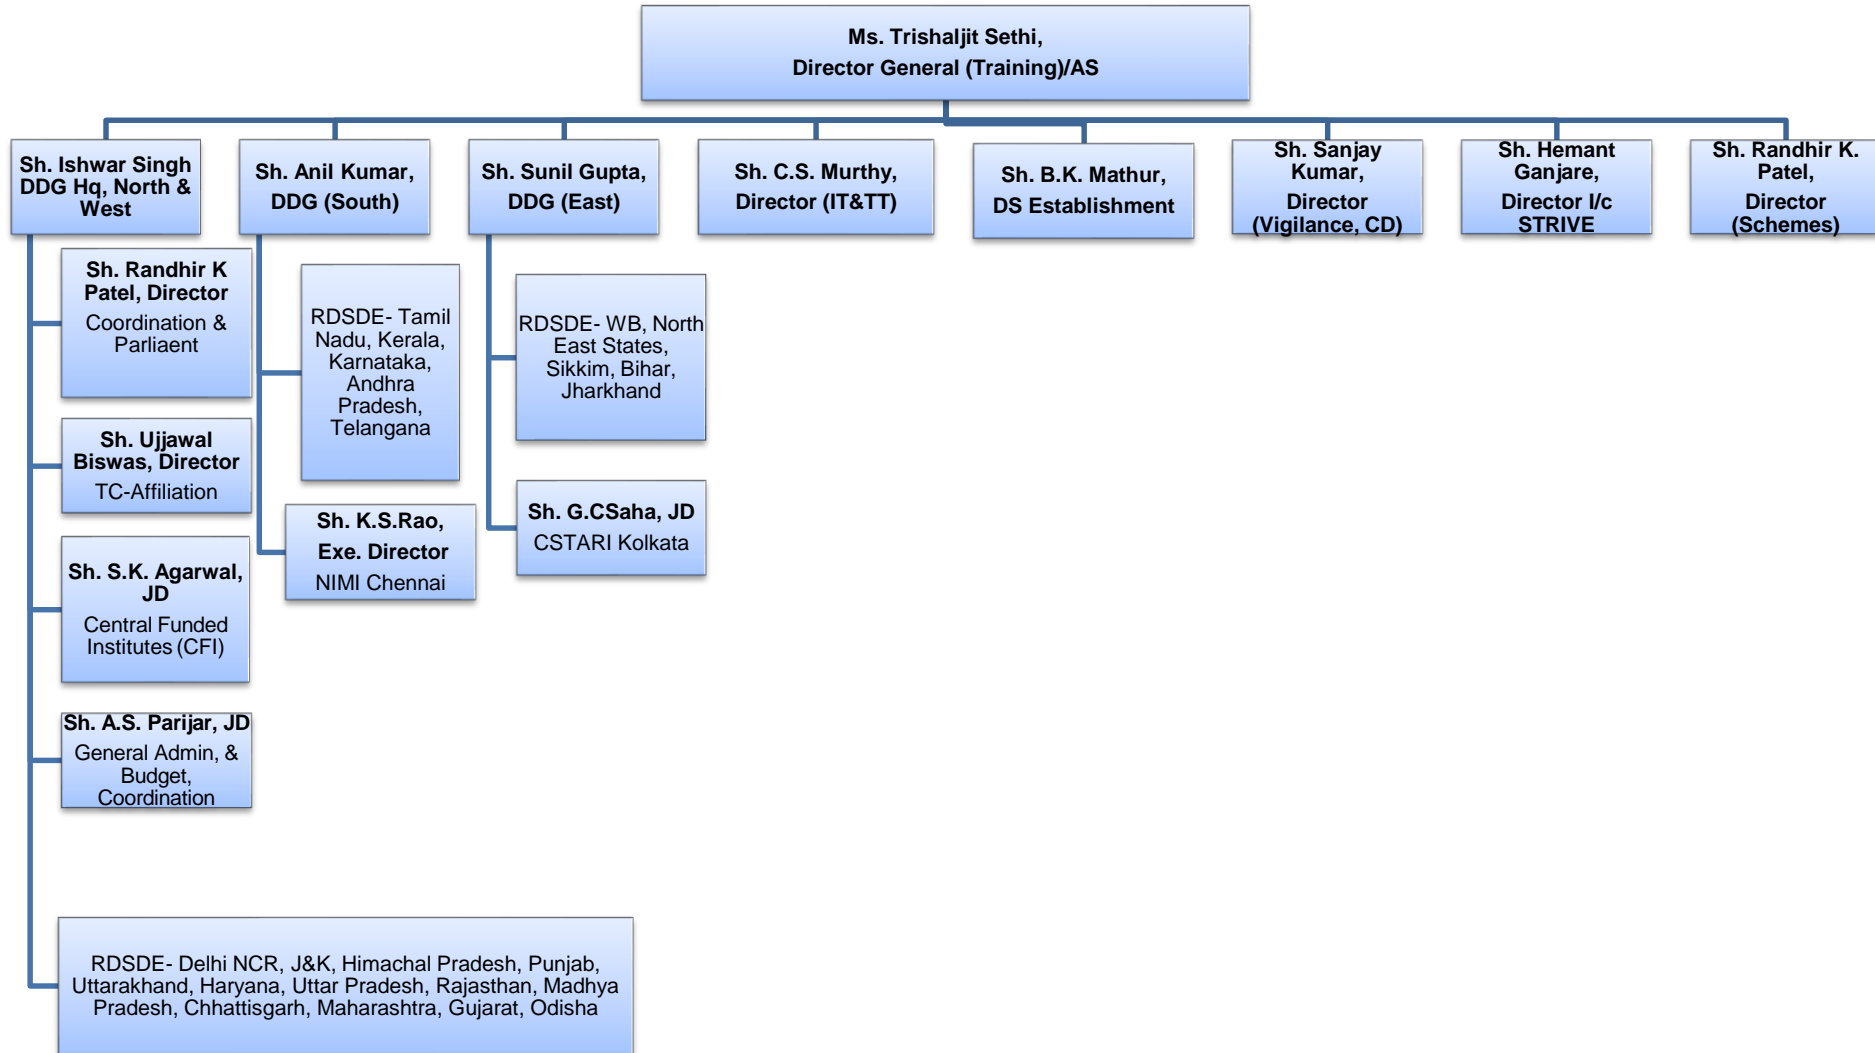 Ms. Trishaljit Sethi,
Director General (Training)/AS
Sh. Ishwar Singh
DDG Hq, North &
West
Sh. Anil Kumar,
DDG (South)
Sh. Sunil Gupta,
DDG (East)
Sh. C.S. Murthy,
Director (IT&TT)
Sh. B.K. Mathur,
DS Establishment
Sh. Sanjay
Kumar,
Director
(Vigilance, CD)
Sh. Hemant
Ganjare,
Director I/c
STRIVE
Sh. Randhir K.
Patel,
Director
(Schemes)
Sh. Randhir K
Patel, Director
Coordination &
Parliaent
Sh. Ujjawal
Biswas, Director
TC-Affiliation
Sh. S.K. Agarwal,
JD
Central Funded
Institutes (CFI)
Sh. A.S. Parijar, JD
General Admin, &
Budget,
Coordination
RDSDE- Delhi NCR, J&K, Himachal Pradesh, Punjab,
Uttarakhand, Haryana, Uttar Pradesh, Rajasthan, Madhya
Pradesh, Chhattisgarh, Maharashtra, Gujarat, Odisha
RDSDE- Tamil
Nadu, Kerala,
Karnataka,
Andhra
Pradesh,
Telangana
Sh. K.S.Rao,
Exe. Director
NIMI Chennai
RDSDE- WB, North
East States,
Sikkim, Bihar,
Jharkhand
Sh. G.CSaha, JD
CSTARI Kolkata